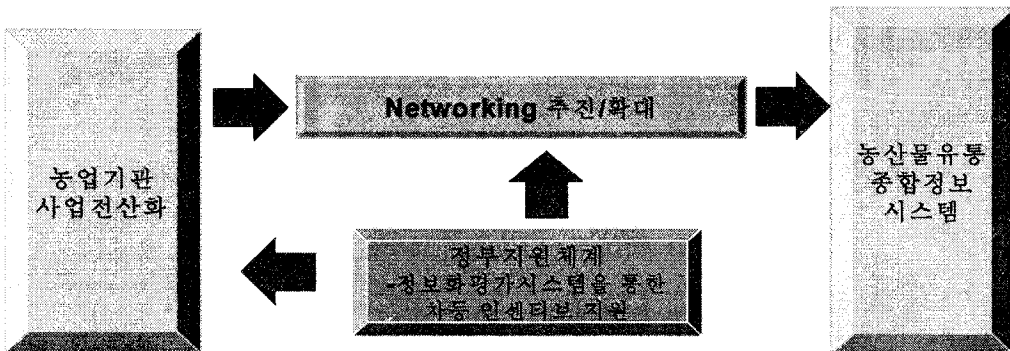 농업기관
사업전산화
Networking 추진/확대
정부지원체계
-정보화평가시스템을 통한
차등 인센티브 지원
농산물유통
종합정보
시스템